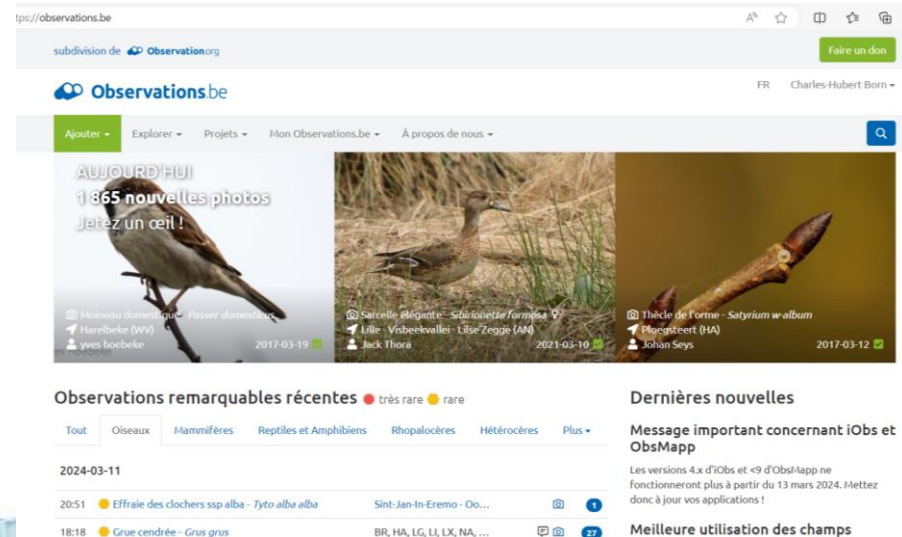 tps://observations.be
subdivision de Observation.org
Faire un don
Observations.be
FR Charles-Hubert Born
Ajouter Explorer Projets Mon Observations.be À propos de nous
AUJOURD'HUI
1 865 nouvelles photos
Jetez un œil !
Moineau domestique - Passer domesticus
Harelbeke (WV)
yves hoebeke 2017-03-19
Sarcelle élégante - Sibirionetta formosa ♀
Lille - Visbeekvallei - Lilse Zegge (AN)
Jack Thora 2021-03-10
Thècle de l'orme - Satyrium w-album
Ploegsteert (HA)
Johan Seys 2017-03-12
Observations remarquables récentes très rare rare
Tout Oiseaux Mammifères Reptiles et Amphibiens Rhopalocères Hétérocères Plus
2024-03-11
20:51 Effraie des clochers ssp alba - Tyto alba alba Sint-Jan-In-Eremo - Oo... 1
18:18 Grue cendrée - Grus grus BR, HA, LG, LI, LX, NA, ... 27
Dernières nouvelles
Message important concernant iObs et
ObsMapp
Les versions 4.x d'iObs et <9 d'ObsMapp ne
fonctionneront plus à partir du 13 mars 2024. Mettez
donc à jour vos applications !
Meilleure utilisation des champs